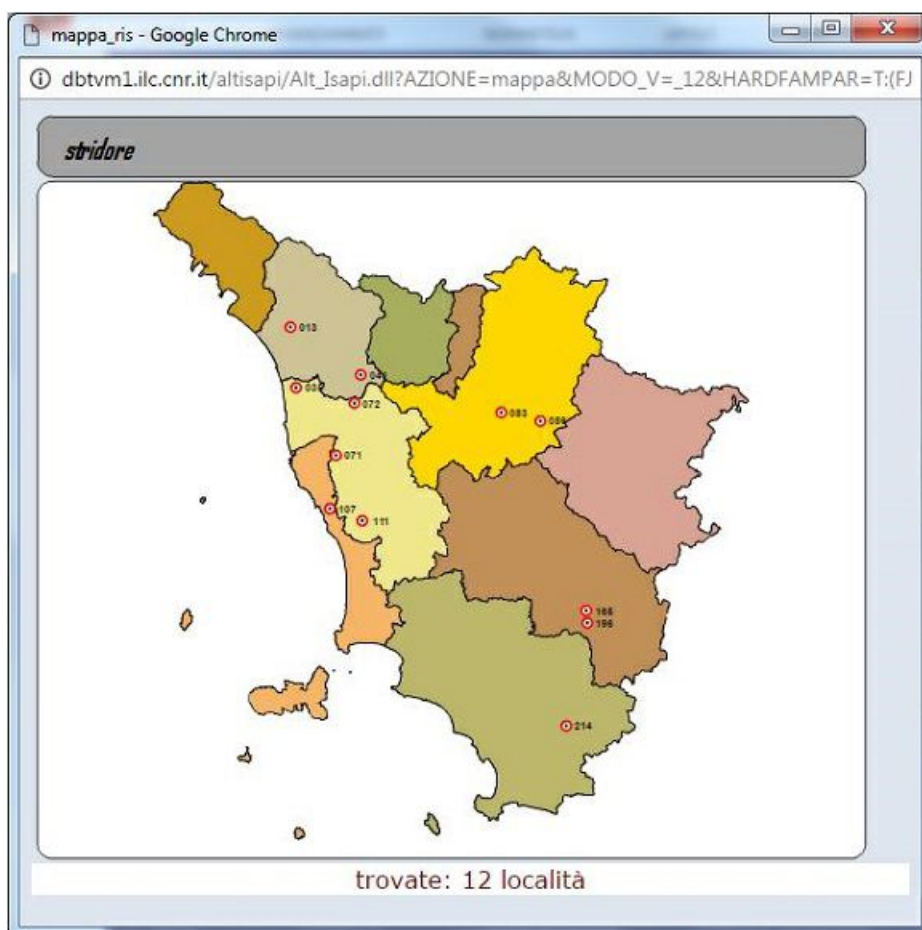 mappa_ris - Google Chrome
dbtvm1.ilc.cnr.it/altisapi/Alt_Isapi.dll?AZIONE=mappa&MODO_V=_12&HARDFAMPAR=T:(FJ
stridore
013
072
083
071
107
111
196
214
trovate: 12 località